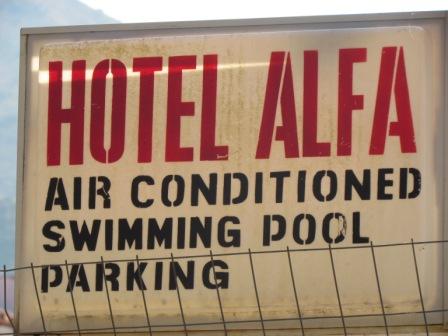 HOTEL ALFA
AIR CONDITIONED
SWIMMING POOL
PARKING